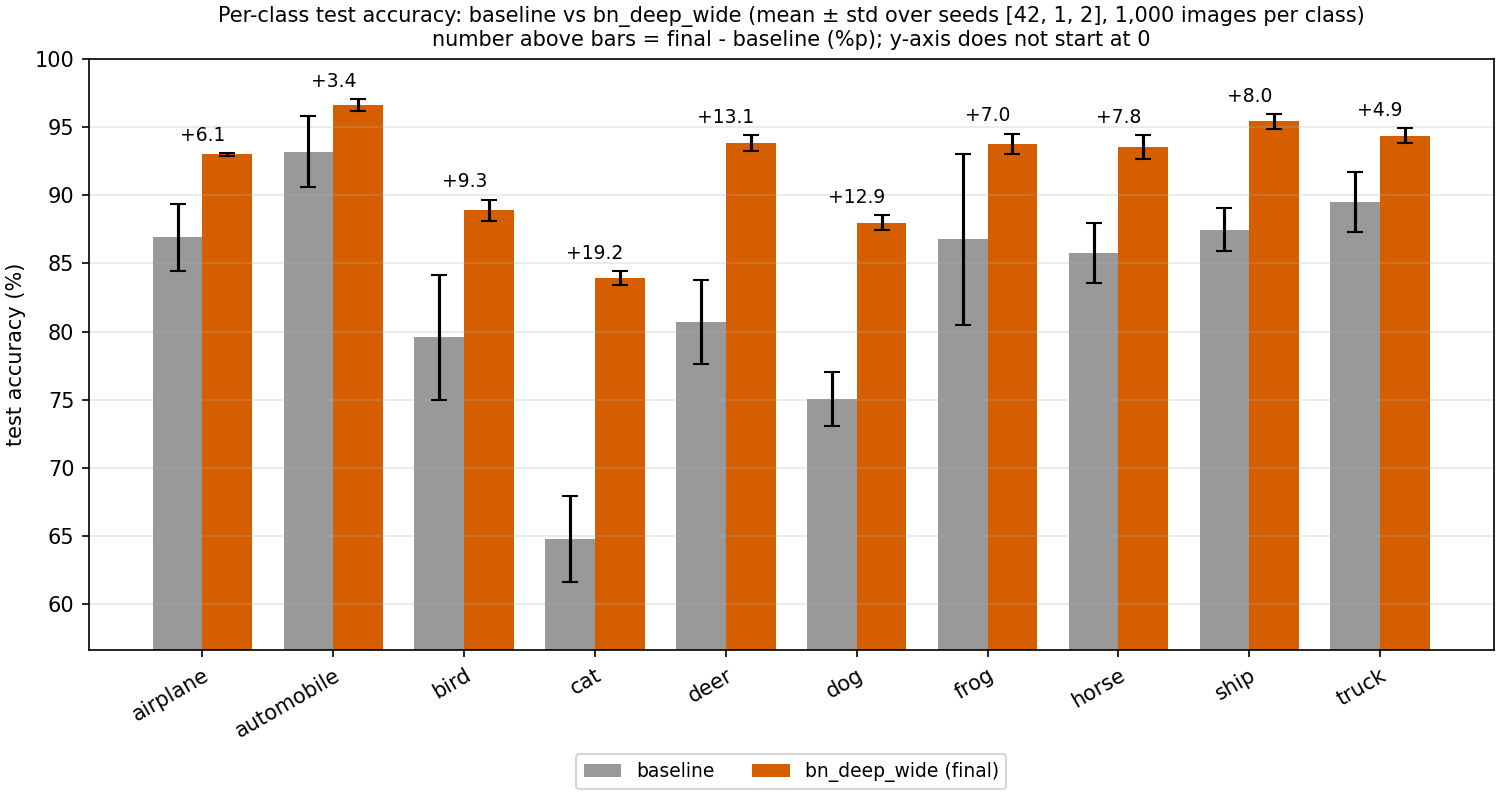 Per-class test accuracy: baseline vs bn_deep_wide (mean ± std over seeds [42, 1, 2], 1,000 images per class)
number above bars = final - baseline (%p); y-axis does not start at 0
test accuracy (%)
100
95
90
85
80
75
70
65
60
+6.1
+3.4
+9.3
+19.2
+13.1
+12.9
+7.0
+7.8
+8.0
+4.9
airplane
automobile
bird
cat
deer
dog
frog
horse
ship
truck
baseline
bn_deep_wide (final)